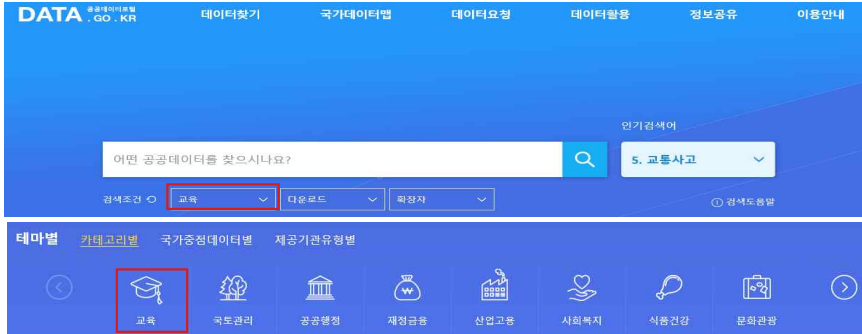 DATA 공공데이터포털 .GO.KR 데이터찾기 국가데이터맵 데이터요청 데이터활용 정보공유 이용안내
인기검색어
어떤 공공데이터를 찾으시나요? 5. 교통사고
검색조건 교육 다운로드 확장자 검색도움말
테마별 카테고리별 국가중점데이터별 제공기관유형별
교육 국토관리 공공행정 재정금융 산업고용 사회복지 식품건강 문화관광